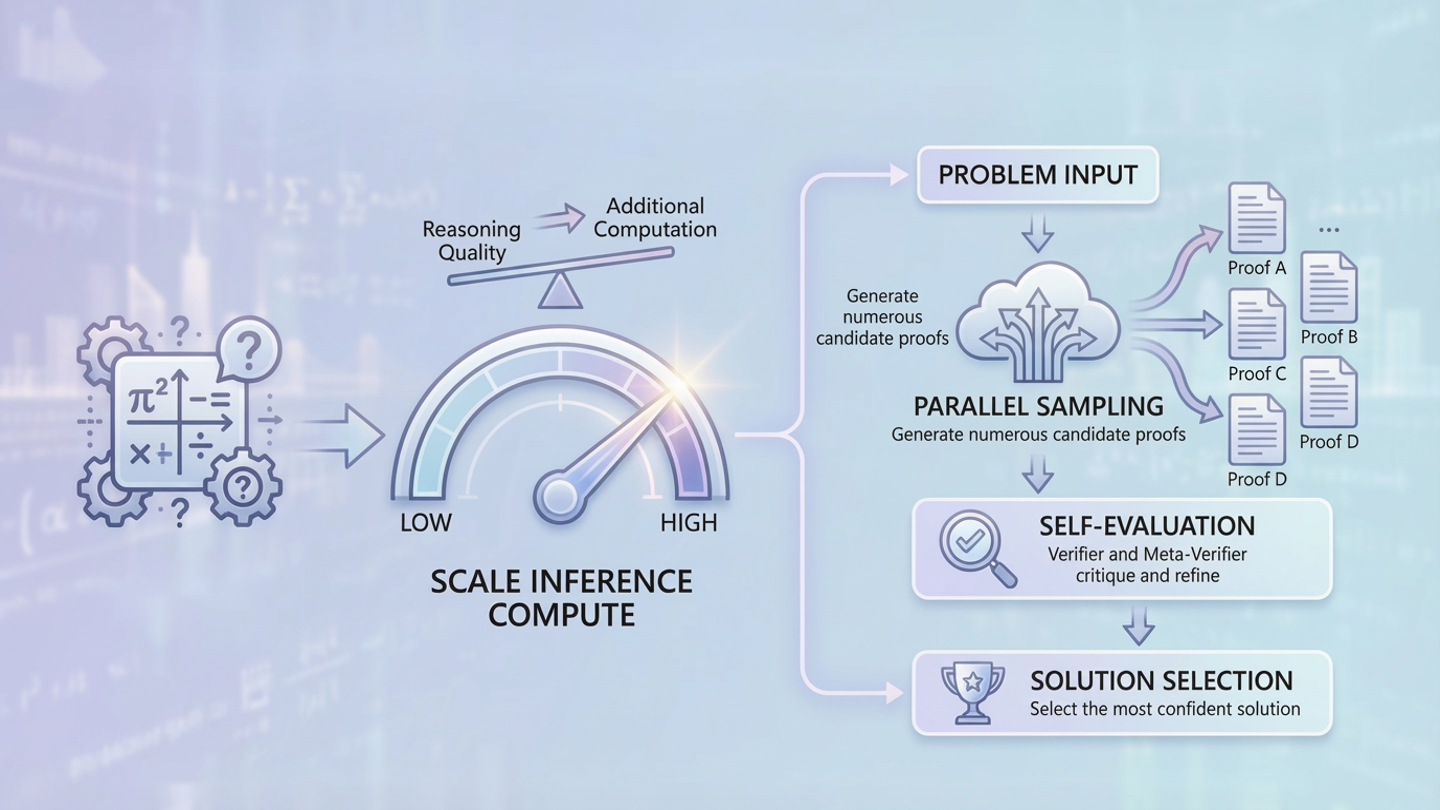 π² - =
× + ÷
?
?
?
?
Reasoning
Quality
Additional
Computation
LOW
HIGH
SCALE INFERENCE
COMPUTE
PROBLEM INPUT
Generate
numerous
candidate proofs
PARALLEL SAMPLING
Generate numerous candidate proofs
Proof A
...
Proof B
Proof C
Proof D
Proof D
SELF-EVALUATION
Verifier and Meta-Verifier
critique and refine
SOLUTION SELECTION
Select the most confident solution